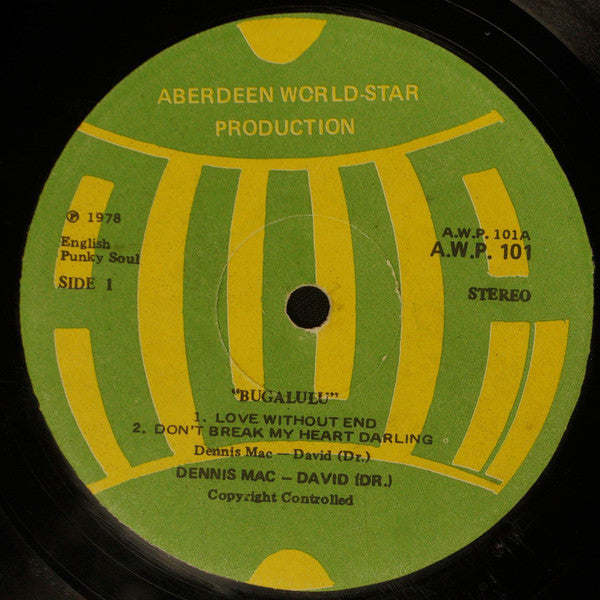 ABERDEEN WORLD-STAR
PRODUCTION
℗ 1978
English
Punky Soul
SIDE 1
A.W.P. 101A
A.W.P. 101
STEREO
"BUGALULU"
1. LOVE WITHOUT END
2. DON'T BREAK MY HEART DARLING
Dennis Mac — David (Dr.)
DENNIS MAC — DAVID (DR.)
Copyright Controlled